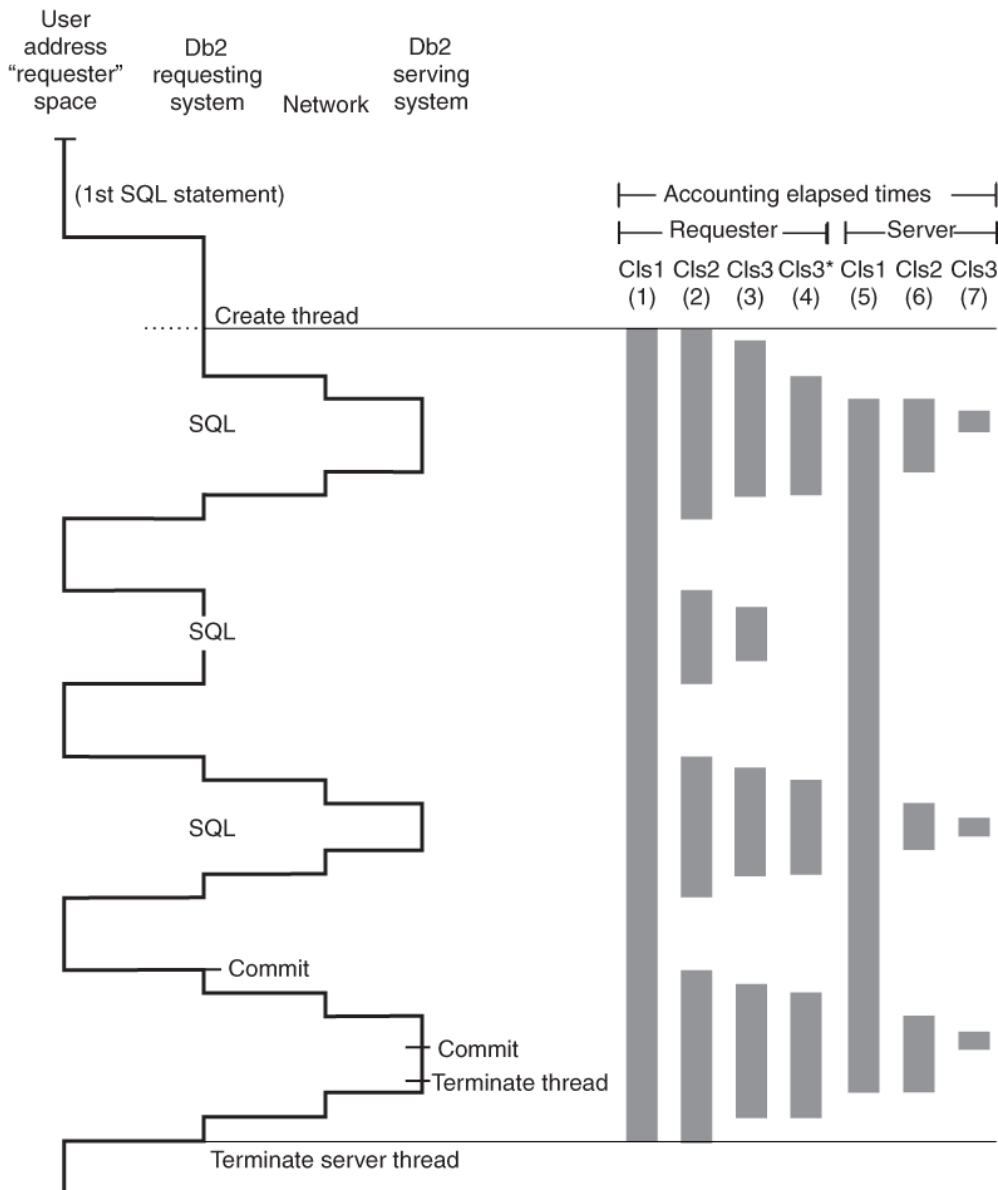 User
address
“requester”
space
Db2
requesting
system
Network
Db2
serving
system
(1st SQL statement)
Accounting elapsed times
Requester
Server
Cls1
(1)
Cls2
(2)
Cls3
(3)
Cls3*
(4)
Cls1
(5)
Cls2
(6)
Cls3
(7)
Create thread
SQL
SQL
SQL
Commit
Commit
Terminate thread
Terminate server thread